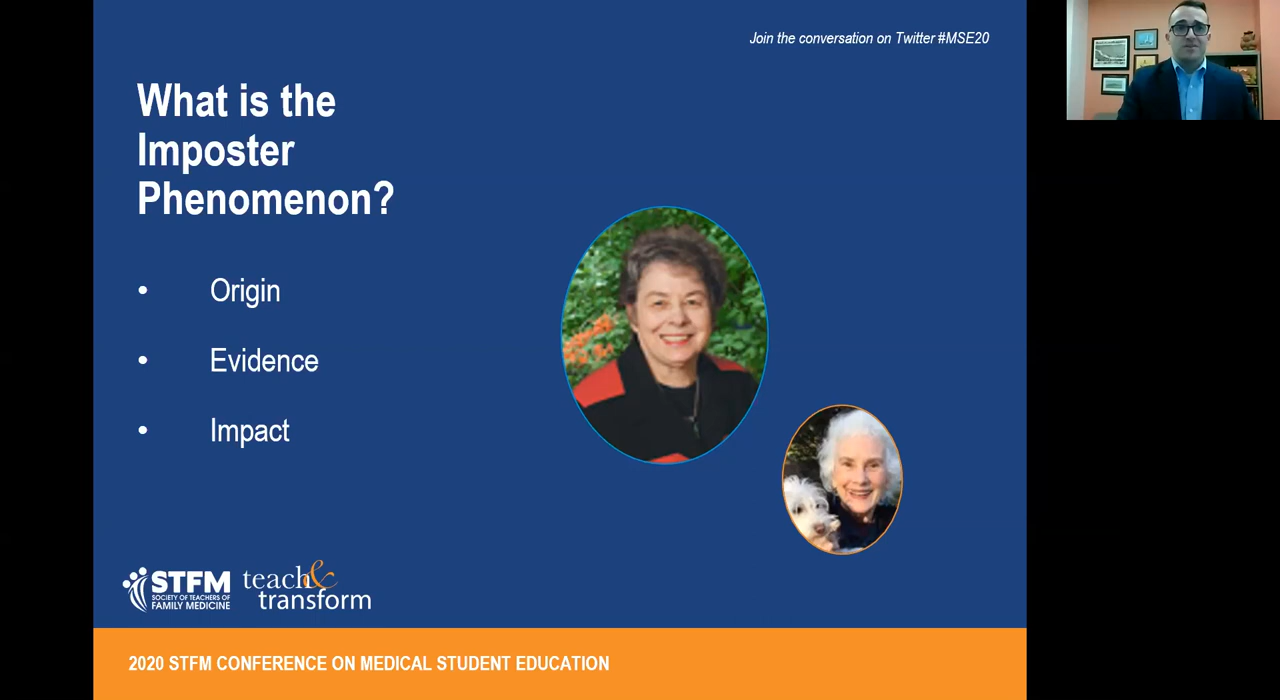 Join the conversation on Twitter #MSE20
What is the
Imposter
Phenomenon?
• Origin
• Evidence
• Impact
STFM
SOCIETY OF TEACHERS OF
FAMILY MEDICINE
teach&
transform
2020 STFM CONFERENCE ON MEDICAL STUDENT EDUCATION